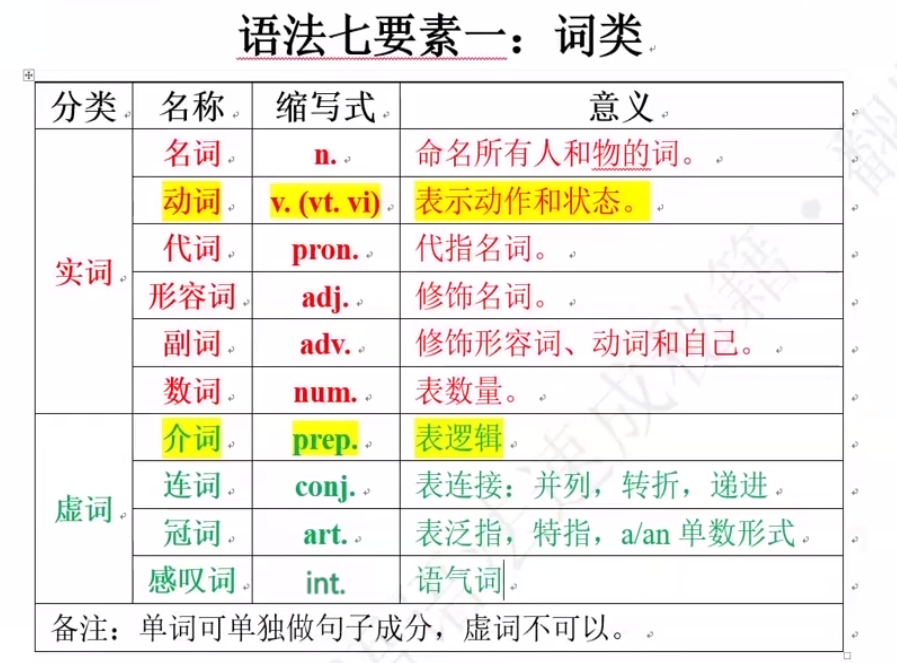 语法七要素一：词类
分类 名称 缩写式 意义
实词
名词 n. 命名所有人和物的词。
动词 v. (vt. vi) 表示动作和状态。
代词 pron. 代指名词。
形容词 adj. 修饰名词。
副词 adv. 修饰形容词、动词和自己。
数词 num. 表数量。
虚词
介词 prep. 表逻辑
连词 conj. 表连接：并列，转折，递进
冠词 art. 表泛指，特指，a/an 单数形式
感叹词 int. 语气词
备注：单词可单独做句子成分，虚词不可以。
语法速成秘籍